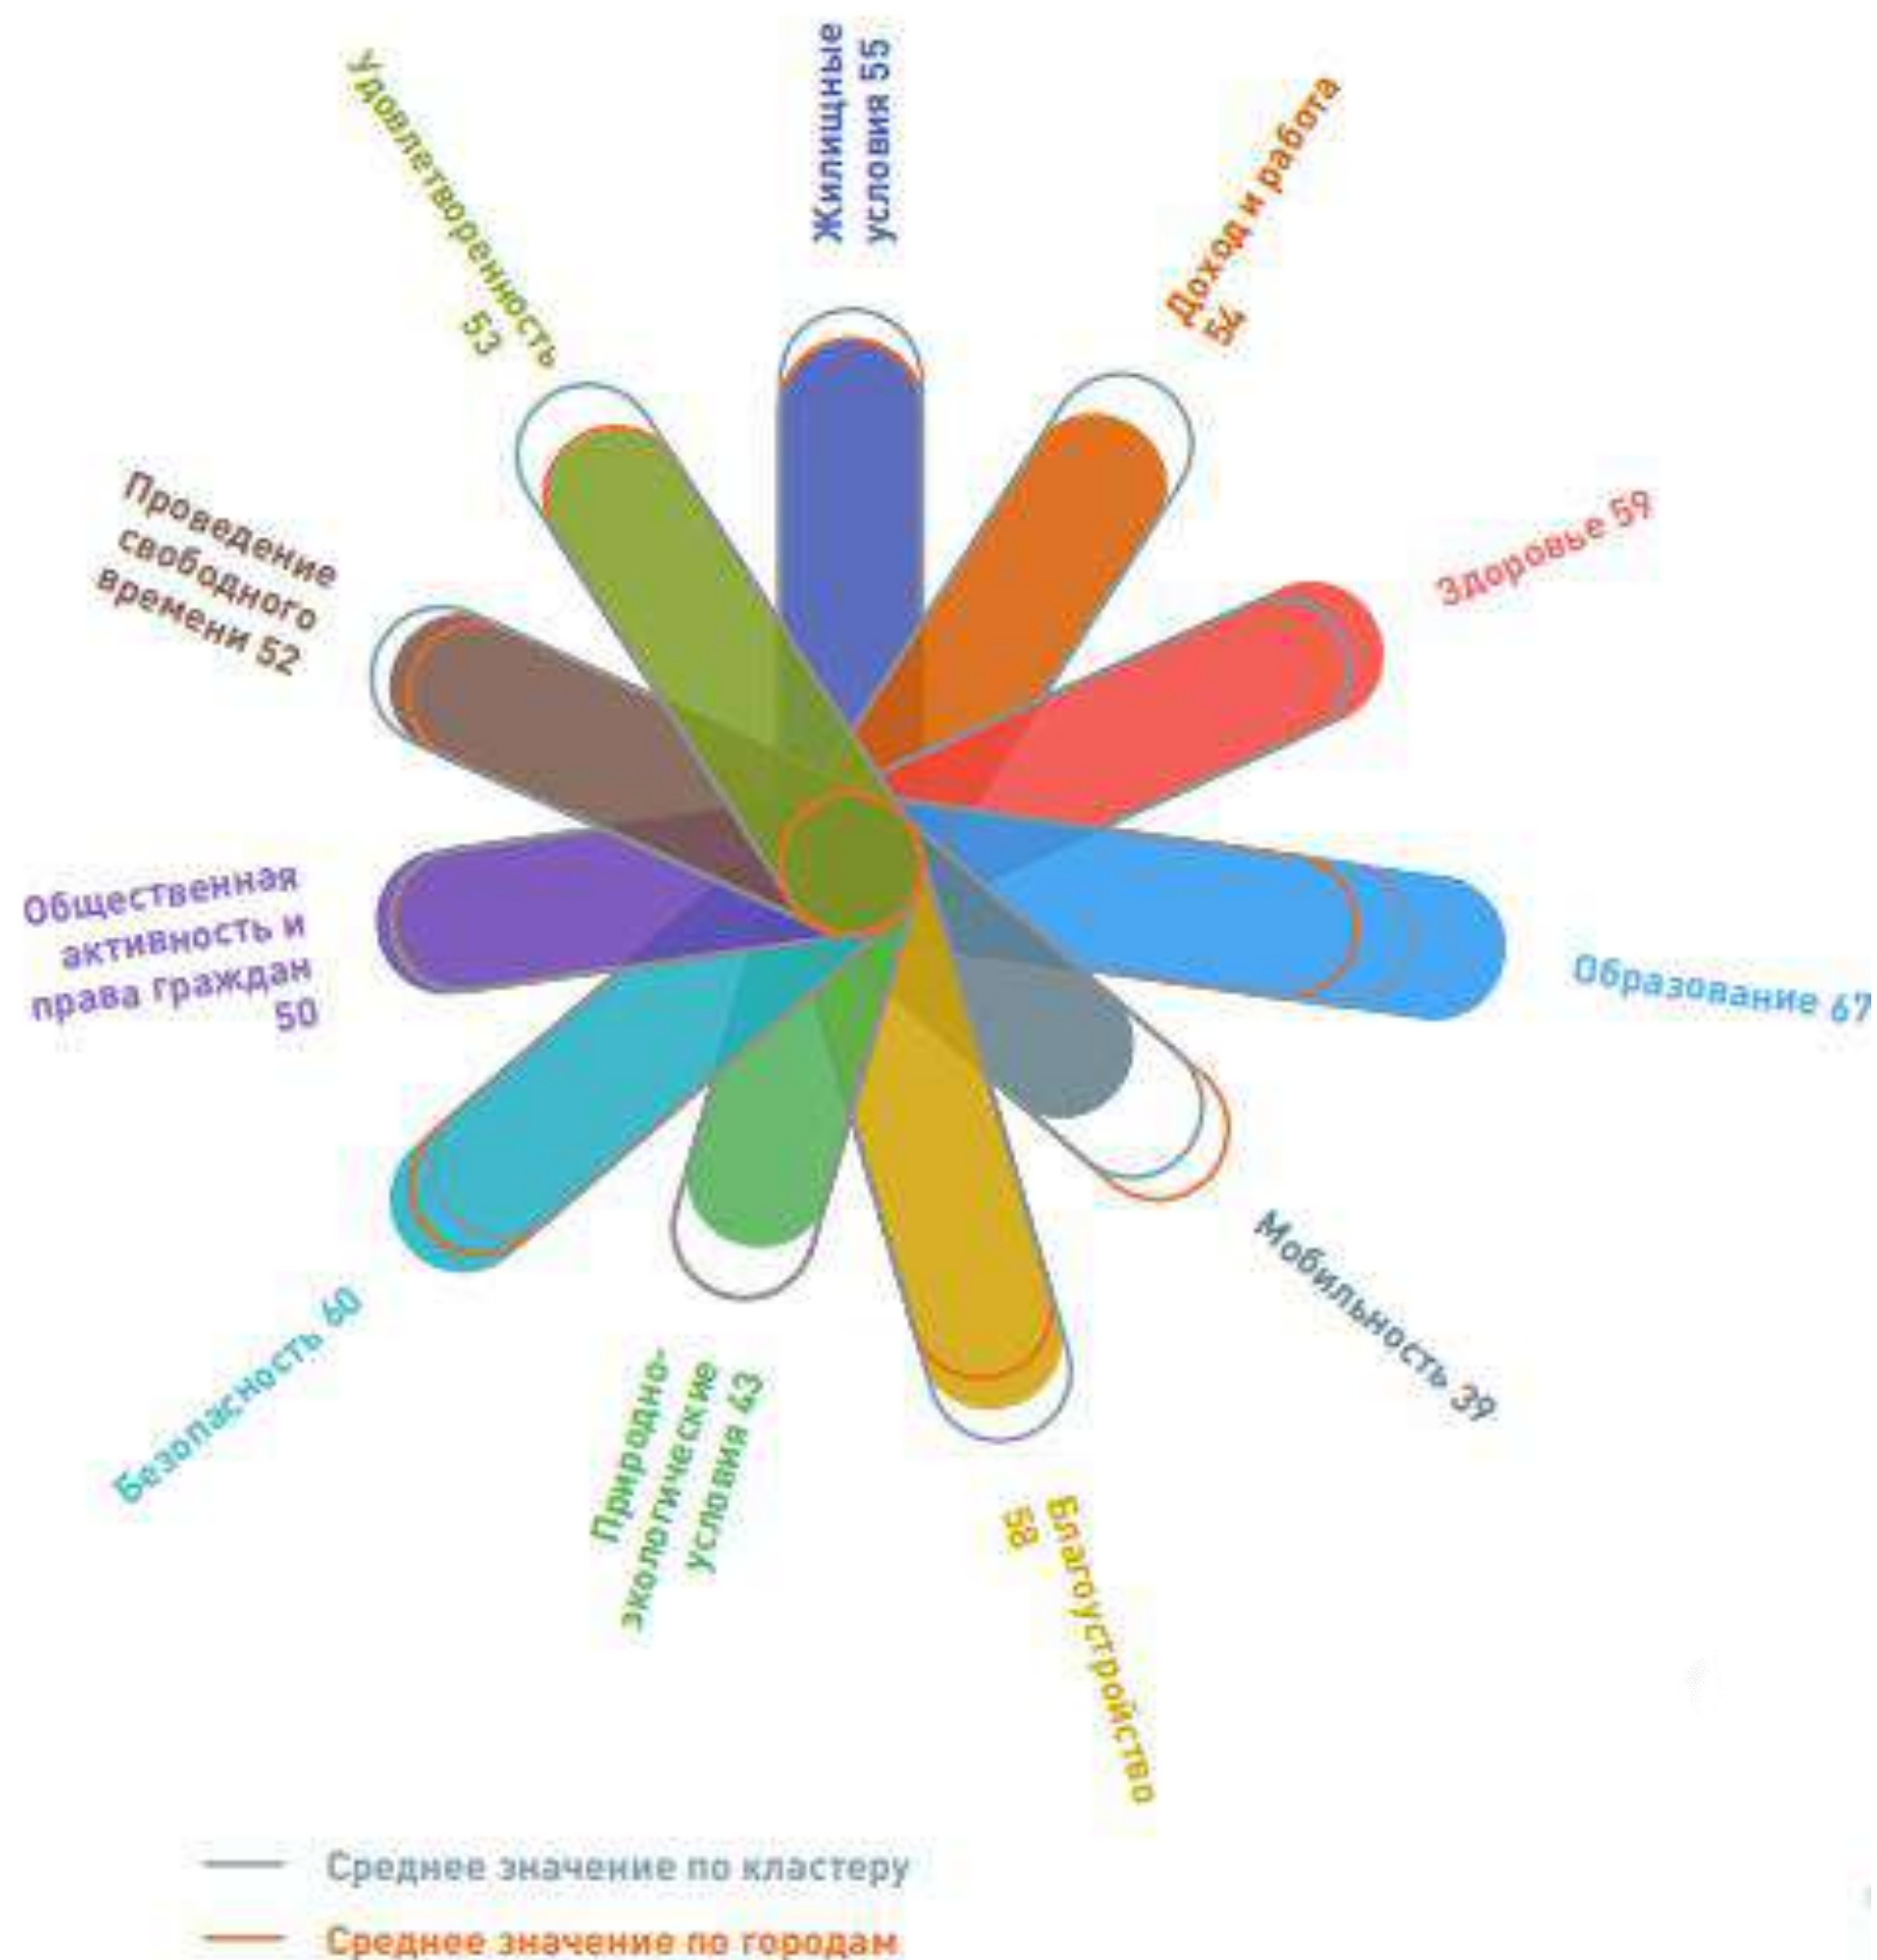 Жилищные
условия 55
Доход и работа
54
Здоровье 59
Образование 67
Мобильность 39
Благоустройство
58
Природно-
экологические
условия 43
Безопасность 60
Общественная
активность и
права граждан
50
Проведение
свободного
времени 52
Удовлетворенность
53
Среднее значение по кластеру
Среднее значение по городам